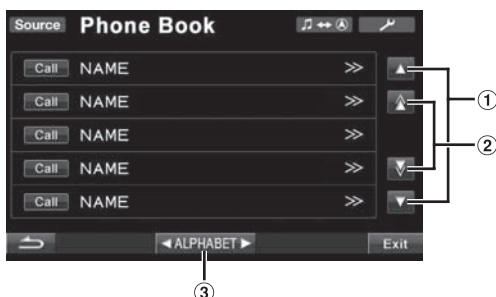 Source Phone Book
Call NAME
Call NAME
Call NAME
Call NAME
Call NAME
◄ALPHABET► Exit
①
②
③